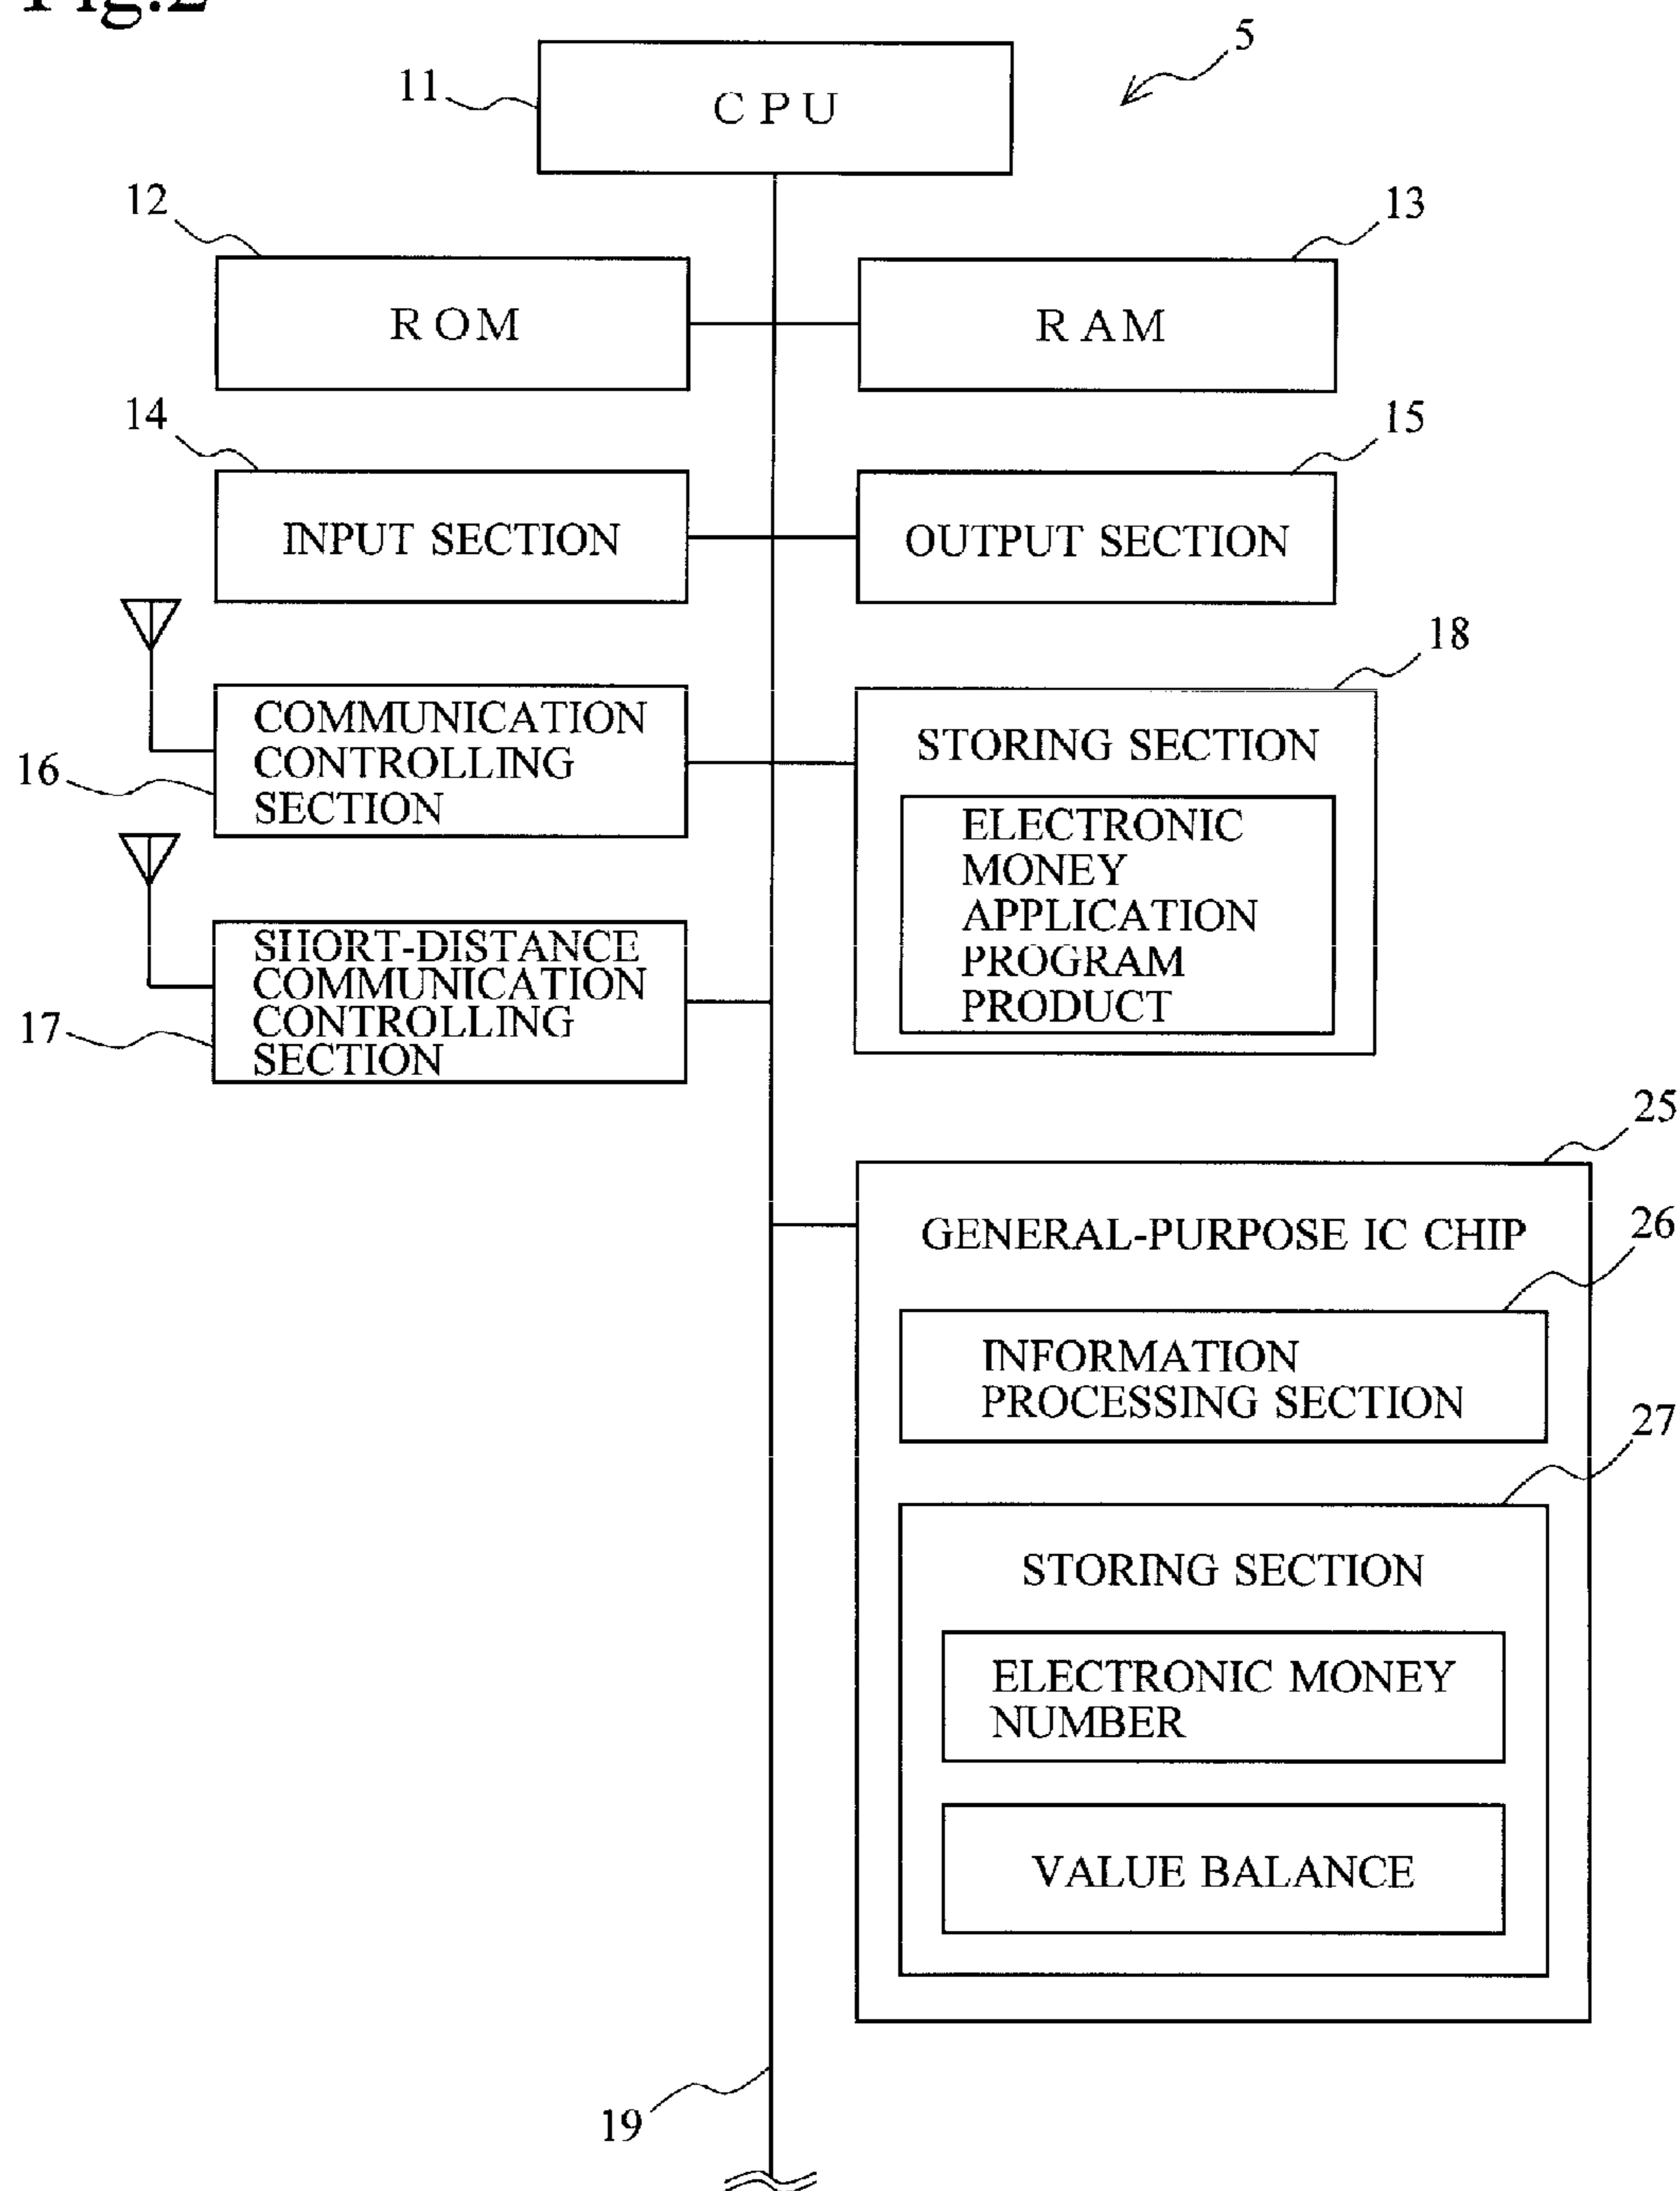 Fig.2
5
11
CPU
12
13
ROM
RAM
14
15
INPUT SECTION
OUTPUT SECTION
18
16
COMMUNICATION
CONTROLLING
SECTION
STORING SECTION
ELECTRONIC
MONEY
APPLICATION
PROGRAM
PRODUCT
17
SHORT-DISTANCE
COMMUNICATION
CONTROLLING
SECTION
25
GENERAL-PURPOSE IC CHIP
26
INFORMATION
PROCESSING SECTION
27
STORING SECTION
ELECTRONIC MONEY
NUMBER
VALUE BALANCE
19